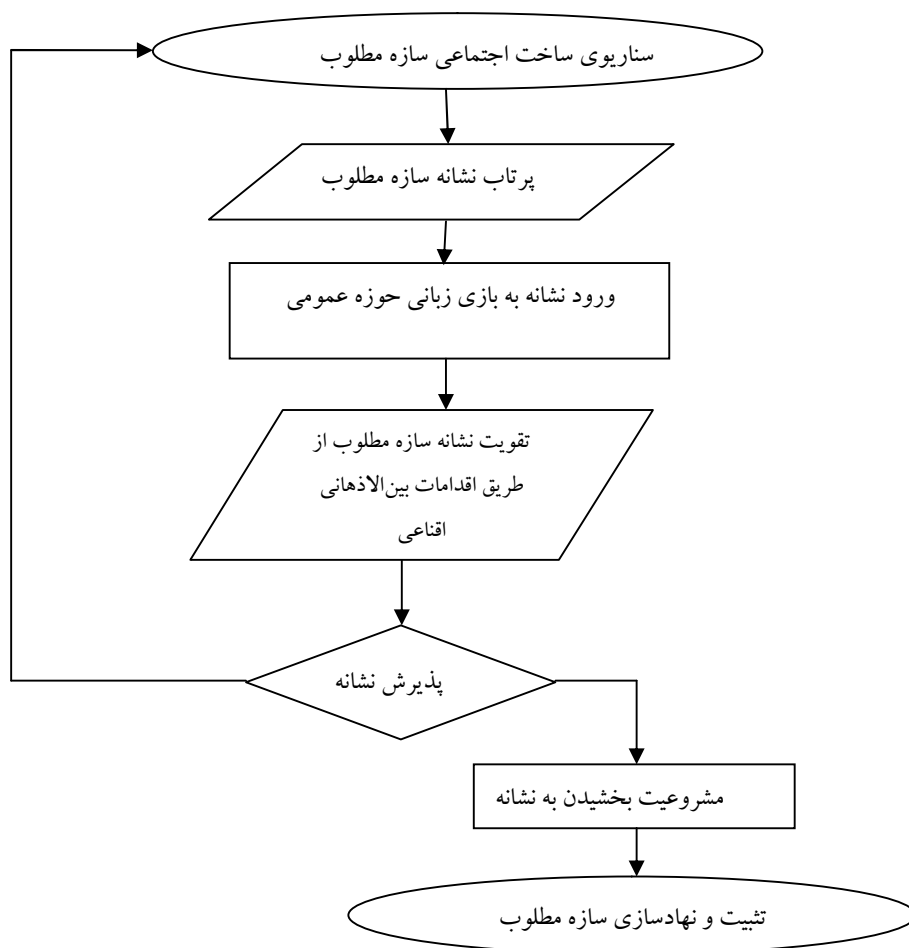 سناریوی ساخت اجتماعی سازه مطلوب
پرتاب نشانه سازه مطلوب
ورود نشانه به بازی زبانی حوزه عمومی
تقویت نشانه سازه مطلوب از
طریق اقدامات بین‌الاذهانی
اقناعی
پذیرش نشانه
مشروعیت بخشیدن به نشانه
تثبیت و نهادسازی سازه مطلوب